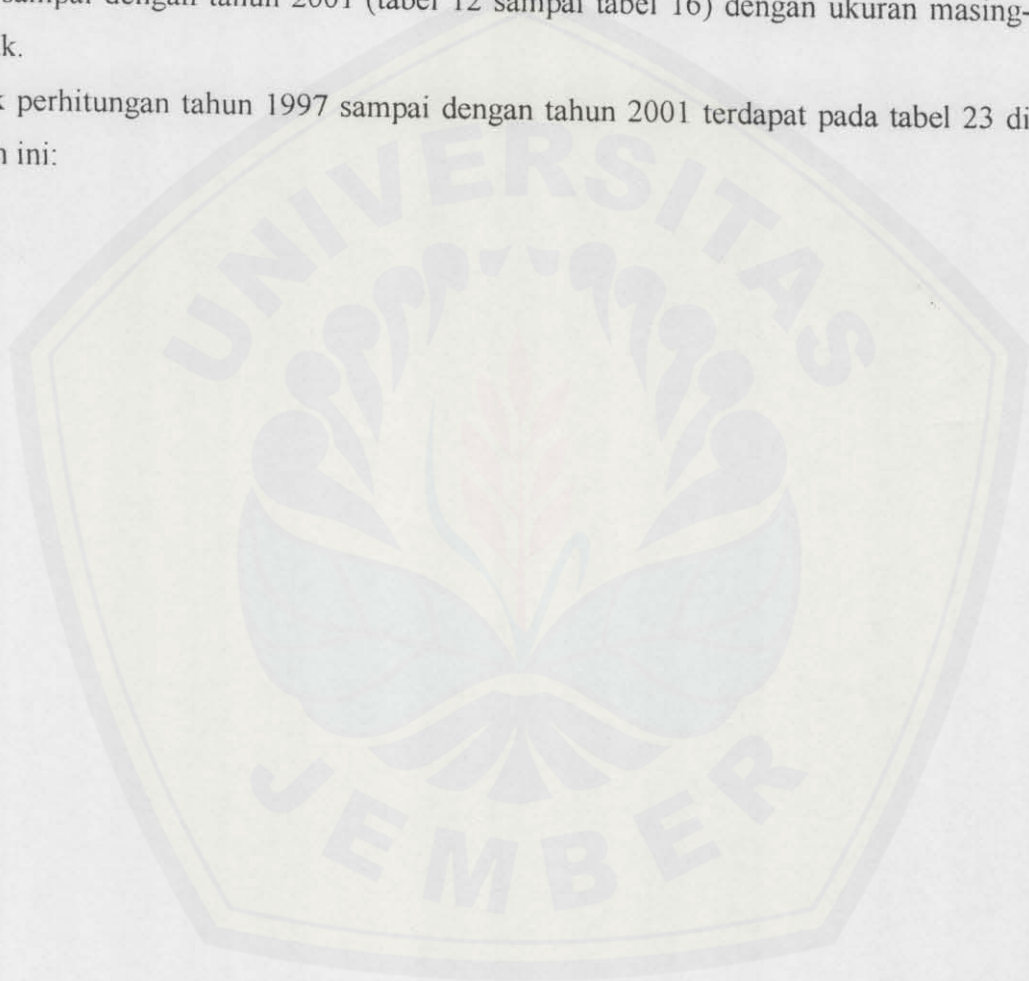 sampai dengan tahun 2001 (tabel 12 sampai tabel 16) dengan ukuran masing-
k.
perhitungan tahun 1997 sampai dengan tahun 2001 terdapat pada tabel 23 di
ini:
UNIVERSITAS
JEMBER